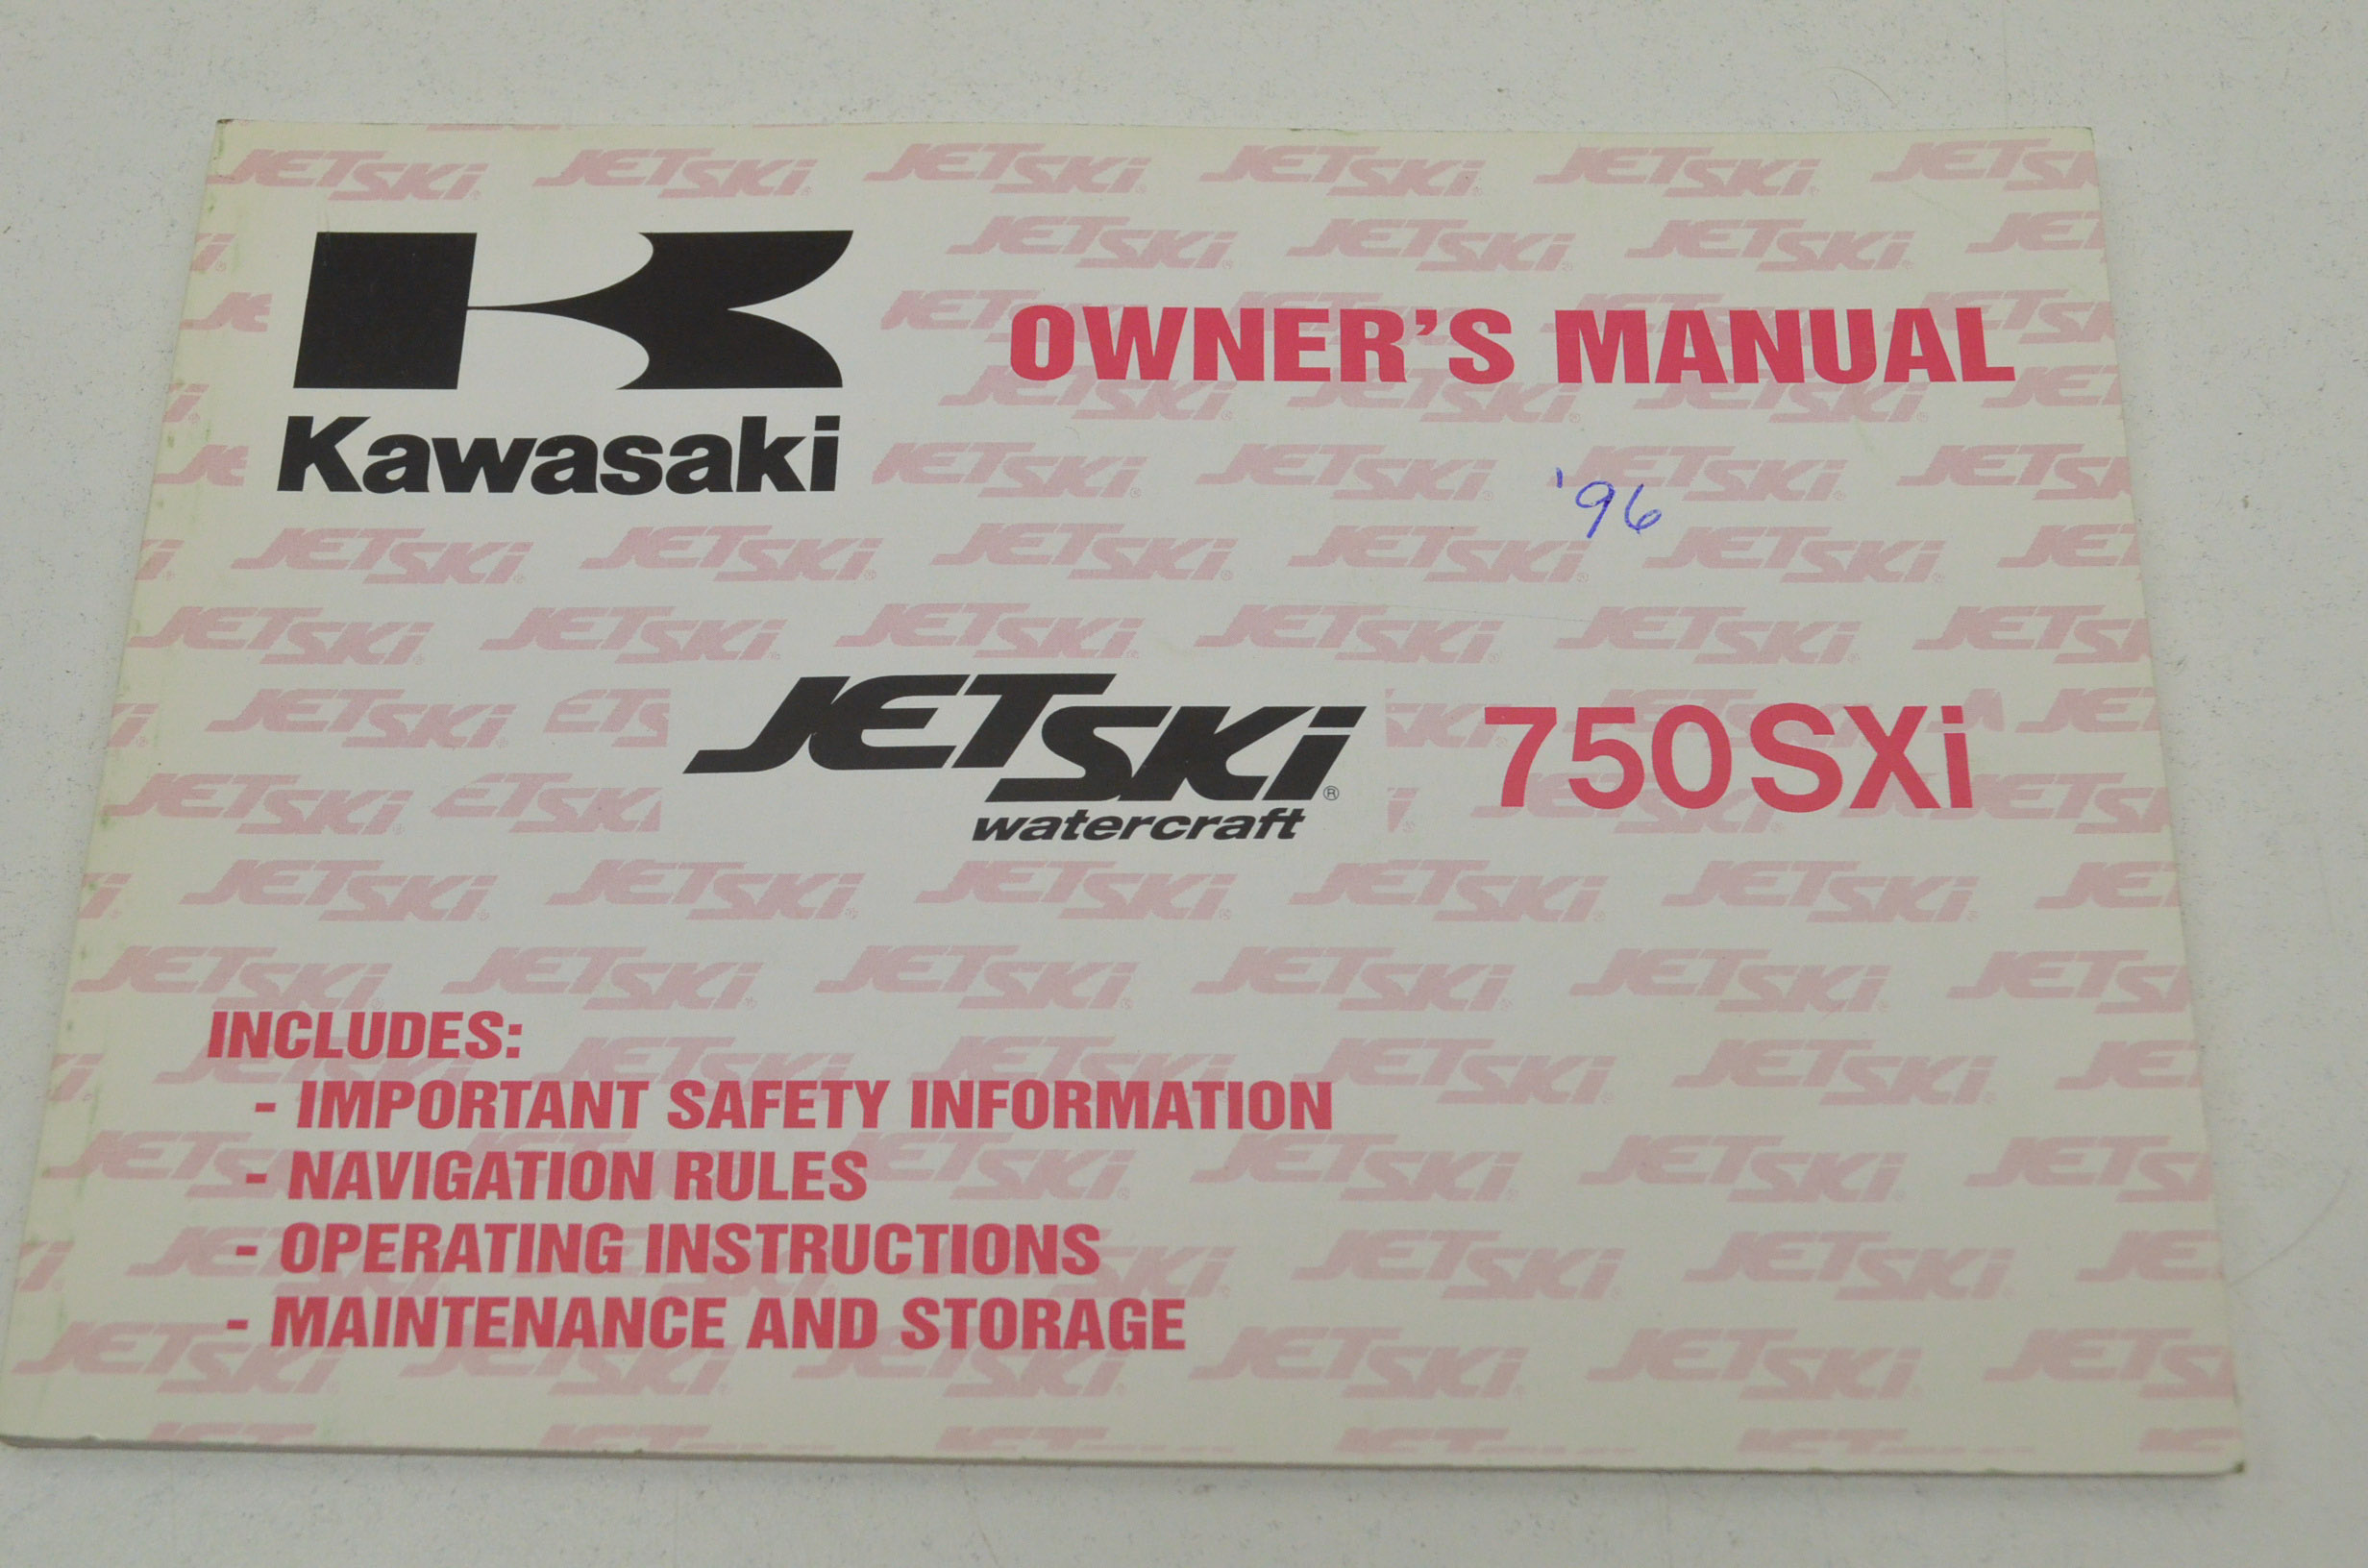 Kawasaki
OWNER'S MANUAL
'96
JETSKI®
watercraft
750SXi
INCLUDES:
- IMPORTANT SAFETY INFORMATION
- NAVIGATION RULES
- OPERATING INSTRUCTIONS
- MAINTENANCE AND STORAGE